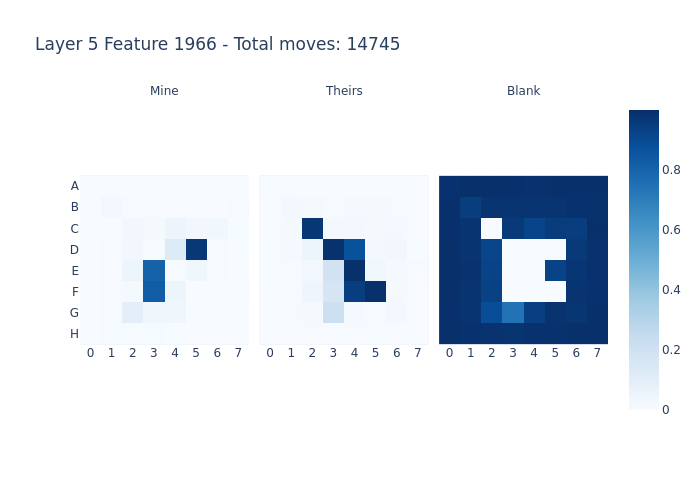 Layer 5 Feature 1966 - Total moves: 14745
Mine Theirs Blank
A
B
C
D
E
F
G
H
0 1 2 3 4 5 6 7 0 1 2 3 4 5 6 7 0 1 2 3 4 5 6 7
0.8
0.6
0.4
0.2
0